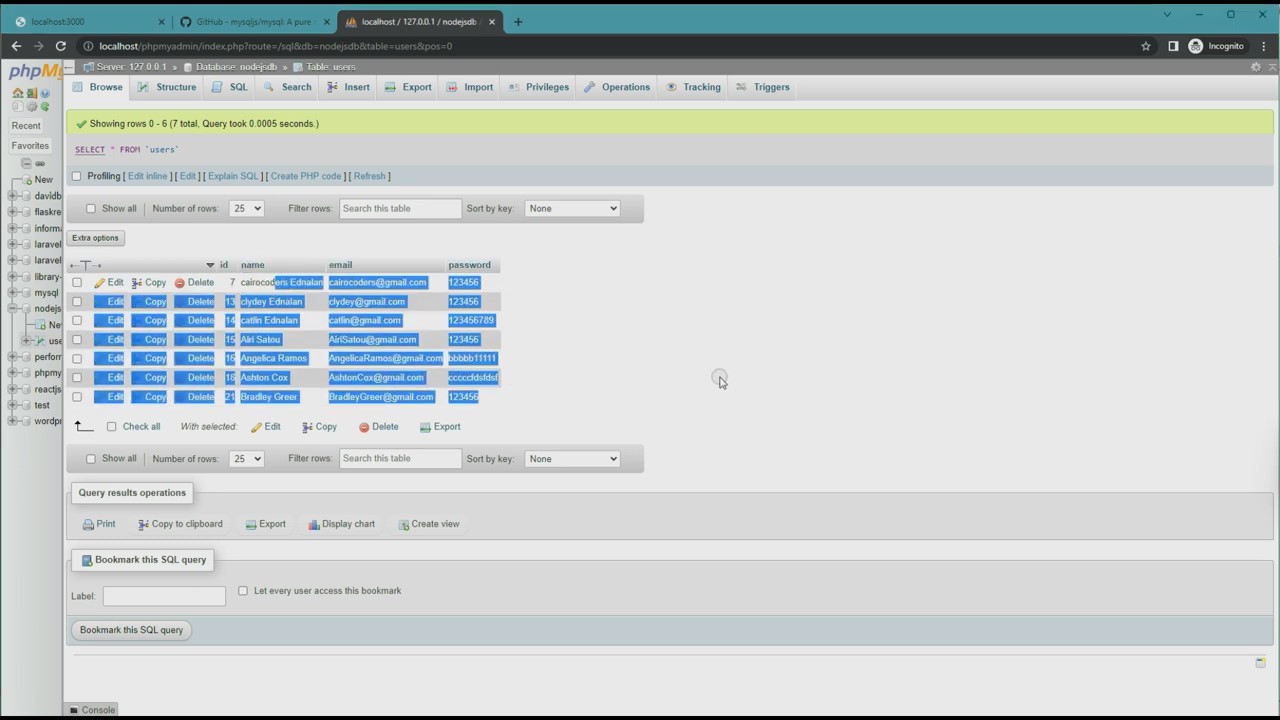 localhost:3000
GitHub - mysqljs/mysql: A pure
localhost / 127.0.0.1 / nodejsdb
localhost/phpmyadmin/index.php?route=/sql&db=nodejsdb&table=users&pos=0
Incognito
phpMy
Server: 127.0.0.1 » Database: nodejsdb » Table: users
Browse Structure SQL Search Insert Export Import Privileges Operations Tracking Triggers
Recent
Favorites
New
davidb
flaskre
informa
laravel
laravel
library-
mysql
nodejs
Ne
use
perfor
phpmy
reactjs
test
wordpr
Showing rows 0 - 6 (7 total, Query took 0.0005 seconds.)
SELECT * FROM `users`
Profiling [ Edit inline ] [ Edit ] [ Explain SQL ] [ Create PHP code ] [ Refresh ]
Show all Number of rows: 25 Filter rows: Search this table Sort by key: None
Extra options
id name email password
Edit Copy Delete 7 cairocoders Ednalan cairocoders@gmail.com 123456
Edit Copy Delete 13 clydey Ednalan clydey@gmail.com 123456
Edit Copy Delete 14 catlin Ednalan catlin@gmail.com 123456789
Edit Copy Delete 15 Airi Satou AiriSatou@gmail.com 123456
Edit Copy Delete 16 Angelica Ramos AngelicaRamos@gmail.com bbbbb11111
Edit Copy Delete 18 Ashton Cox AshtonCox@gmail.com cccccfdsfdsf
Edit Copy Delete 21 Bradley Greer BradleyGreer@gmail.com 123456
Check all With selected: Edit Copy Delete Export
Show all Number of rows: 25 Filter rows: Search this table Sort by key: None
Query results operations
Print Copy to clipboard Export Display chart Create view
Bookmark this SQL query
Label: Let every user access this bookmark
Bookmark this SQL query
Console